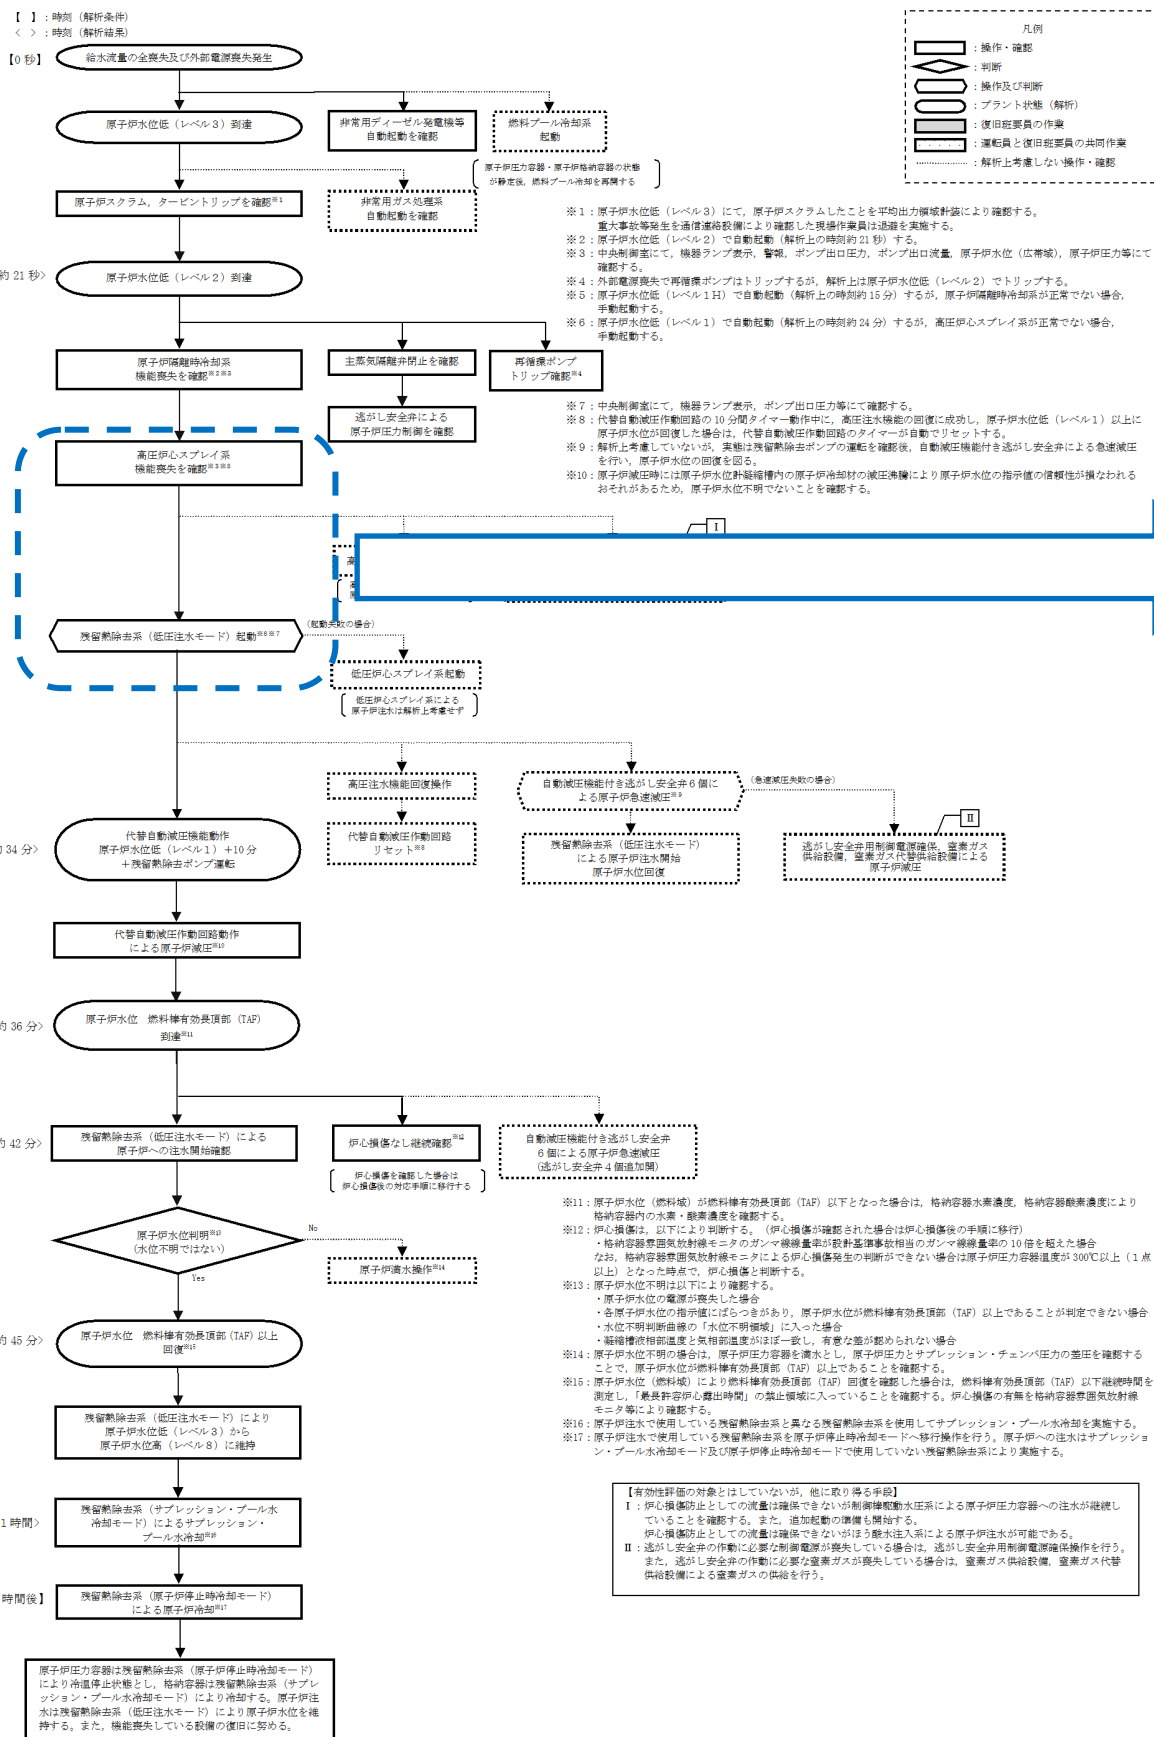 【　】：時刻（解析条件）
＜　＞：時刻（解析結果）
凡例
：操作・確認
：判断
：操作及び判断
：プラント状態（解析）
：復旧班要員の作業
：運転員と復旧班要員の共同作業
：解析上考慮しない操作・確認
【0秒】
給水流量の全喪失及び外部電源喪失発生
原子炉水位低（レベル３）到達
非常用ディーゼル発電機等
自動起動を確認
燃料プール冷却系
起動
原子炉圧力容器・原子炉格納容器の状態
が静定後，燃料プール冷却を再開する
原子炉スクラム，タービントリップを確認※1
非常用ガス処理系
自動起動を確認
※１：原子炉水位低（レベル３）にて，原子炉スクラムしたことを平均出力領域計装により確認する。
重大事故等発生を通信連絡設備により確認した現場作業員は退避を実施する。
※２：原子炉水位低（レベル２）で自動起動（解析上の時刻約21秒）する。
※３：中央制御室にて，機器ランプ表示，警報，ポンプ出口圧力，ポンプ出口流量，原子炉水位（広帯域），原子炉圧力等にて
確認する。
※４：外部電源喪失で再循環ポンプはトリップするが，解析上は原子炉水位低（レベル２）でトリップする。
※５：原子炉水位低（レベル１Ｈ）で自動起動（解析上の時刻約15分）するが，原子炉隔離時冷却系が正常でない場合，
手動起動する。
※６：原子炉水位低（レベル１）で自動起動（解析上の時刻約24分）するが，高圧炉心スプレイ系が正常でない場合，
手動起動する。
約21秒＞
原子炉水位低（レベル２）到達
原子炉隔離時冷却系
機能喪失を確認※2※3
主蒸気隔離弁閉止を確認
再循環ポンプ
トリップ確認※4
逃がし安全弁による
原子炉圧力制御を確認
※７：中央制御室にて，機器ランプ表示，ポンプ出口圧力等にて確認する。
※８：代替自動減圧作動回路の10分間タイマー動作中に，高圧注水機能の回復に成功し，原子炉水位低（レベル１）以上に
原子炉水位が回復した場合は，代替自動減圧作動回路のタイマーが自動でリセットする。
※９：解析上考慮していないが，実態は残留熱除去ポンプの運転を確認後，自動減圧機能付き逃がし安全弁による急速減圧
を行い，原子炉水位の回復を図る。
※10：原子炉減圧時には原子炉水位計凝縮槽内の原子炉冷却材の減圧沸騰により原子炉水位の指示値の信頼性が損なわれる
おそれがあるため，原子炉水位不明でないことを確認する。
高圧炉心スプレイ系
機能喪失を確認※3※5
Ⅰ
残留熱除去系（低圧注水モード）起動※6※7
（起動失敗の場合）
低圧炉心スプレイ系起動
低圧炉心スプレイ系による
原子炉注水は解析上考慮せず
高圧注水機能回復操作
自動減圧機能付き逃がし安全弁６個に
よる原子炉急速減圧※9
（急速減圧失敗の場合）
Ⅱ
34分＞
代替自動減圧機能動作
原子炉水位低（レベル１）＋10分
＋残留熱除去ポンプ運転
代替自動減圧作動回路
リセット※8
残留熱除去系（低圧注水モード）
による原子炉注水開始
原子炉水位回復
逃がし安全弁用制御電源確保，窒素ガス
供給設備，窒素ガス代替供給設備による
原子炉減圧
代替自動減圧作動回路動作
による原子炉減圧※10
36分＞
原子炉水位　燃料棒有効長頂部（TAF）
到達※11
42分＞
残留熱除去系（低圧注水モード）による
原子炉への注水開始確認
炉心損傷なし継続確認※12
炉心損傷を確認した場合は
炉心損傷後の対応手順に移行する
自動減圧機能付き逃がし安全弁
６個による原子炉急速減圧
（逃がし安全弁４個追加開）
原子炉水位判明※13
（水位不明ではない）
No
Yes
原子炉満水操作※14
※11：原子炉水位（燃料域）が燃料棒有効長頂部（TAF）以下となった場合は，格納容器水素濃度，格納容器酸素濃度により
格納容器内の水素・酸素濃度を確認する。
※12：炉心損傷は，以下により判断する。（炉心損傷が確認された場合は炉心損傷後の手順に移行）
・格納容器雰囲気放射線モニタのガンマ線線量率が設計基準事故相当のガンマ線線量率の10倍を超えた場合
なお，格納容器雰囲気放射線モニタによる炉心損傷発生の判断ができない場合は原子炉圧力容器温度が300℃以上（１点
以上）となった時点で，炉心損傷と判断する。
※13：原子炉水位不明は以下により確認する。
・原子炉水位の電源が喪失した場合
・各原子炉水位の指示値にばらつきがあり，原子炉水位が燃料棒有効長頂部（TAF）以上であることが判定できない場合
・水位不明判断曲線の「水位不明領域」に入った場合
・凝縮槽液相部温度と気相部温度がほぼ一致し，有意な差が認められない場合
※14：原子炉水位不明の場合は，原子炉圧力容器を満水とし，原子炉圧力とサプレッション・チェンバ圧力の差圧を確認する
ことで，原子炉水位が燃料棒有効長頂部（TAF）以上であることを確認する。
※15：原子炉水位（燃料域）により燃料棒有効長頂部（TAF）回復を確認した場合は，燃料棒有効長頂部（TAF）以下継続時間を
測定し，「最長許容炉心露出時間」の禁止領域に入っていることを確認する。炉心損傷の有無を格納容器雰囲気放射線
モニタ等により確認する。
※16：原子炉注水で使用している残留熱除去系と異なる残留熱除去系を使用してサプレッション・プール水冷却を実施する。
※17：原子炉注水で使用している残留熱除去系を原子炉停止時冷却モードへ移行操作を行う。原子炉への注水はサプレッショ
ン・プール水冷却モード及び原子炉停止時冷却モードで使用していない残留熱除去系により実施する。
約45分＞
原子炉水位　燃料棒有効長頂部（TAF）以上
回復※15
残留熱除去系（低圧注水モード）により
原子炉水位低（レベル３）から
原子炉水位高（レベル８）に維持
1時間＞
残留熱除去系（サプレッション・プール水
冷却モード）によるサプレッション・
プール水冷却※16
時間後】
残留熱除去系（原子炉停止時冷却モード）
による原子炉冷却※17
【有効性評価の対象とはしていないが，他に取り得る手段】
Ⅰ：炉心損傷防止としての流量は確保できないが制御棒駆動水圧系による原子炉圧力容器への注水が継続し
ていることを確認する。また，追加起動の準備も開始する。
炉心損傷防止としての流量は確保できないがほう酸水注入系による原子炉注水が可能である。
Ⅱ：逃がし安全弁の作動に必要な制御電源が喪失している場合は，逃がし安全弁用制御電源確保操作を行う。
また，逃がし安全弁の作動に必要な窒素ガスが喪失している場合は，窒素ガス供給設備，窒素ガス代替
供給設備による窒素ガスの供給を行う。
原子炉圧力容器は残留熱除去系（原子炉停止時冷却モード）
により冷温停止状態とし，格納容器は残留熱除去系（サプレ
ッション・プール水冷却モード）により冷却する。原子炉注
水は残留熱除去系（低圧注水モード）により原子炉水位を維
持する。また，機能喪失している設備の復旧に努める。